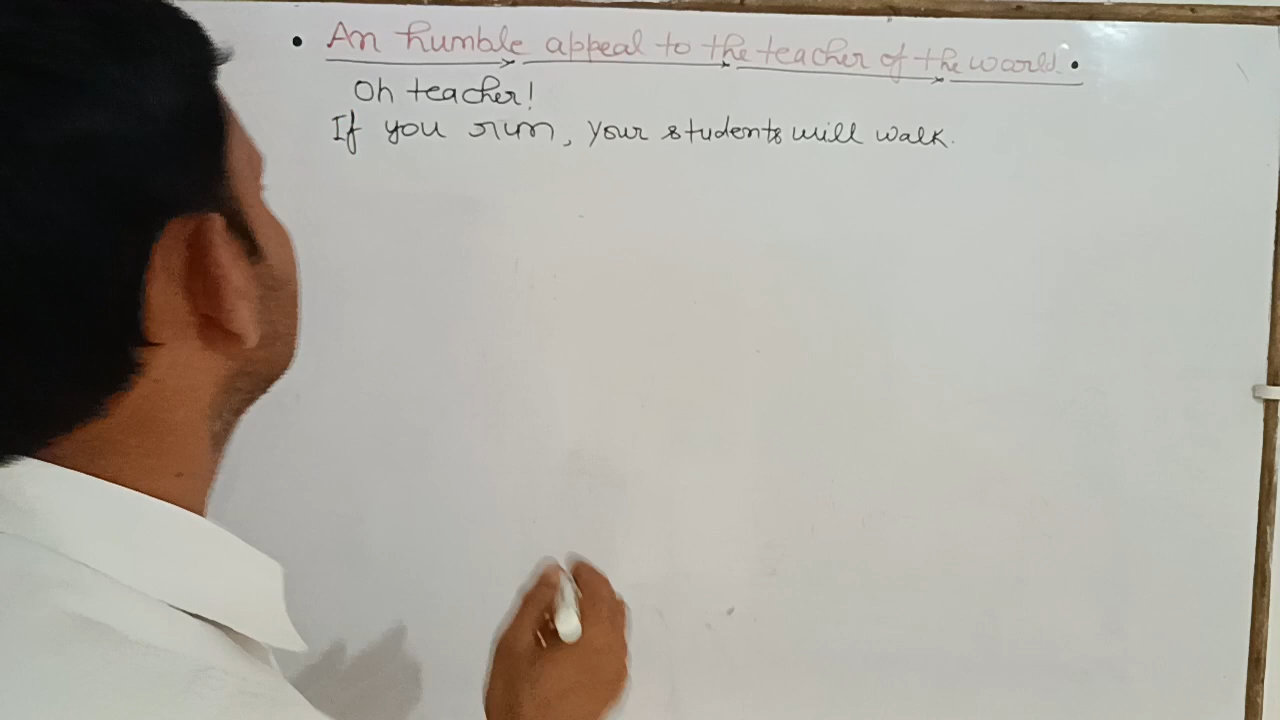 • An humble appeal to the teacher of the world •
Oh teacher!
If you run, your students will walk.